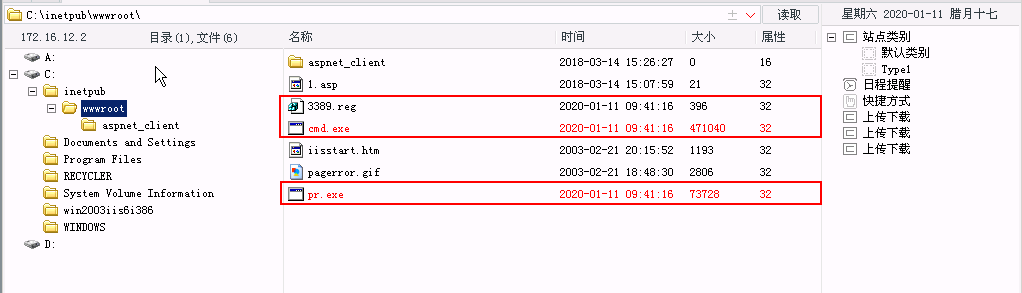 C:\inetpub\wwwroot\ 读取 星期六 2020-01-11 腊月十七
172.16.12.2 目录(1),文件(6) 名称 时间 大小 属性
A:
C:
inetpub
wwwroot
aspnet_client
Documents and Settings
Program Files
RECYCLER
System Volume Information
win2003iis6i386
WINDOWS
D:
aspnet_client 2018-03-14 15:26:27 0 16
1.asp 2018-03-14 15:07:59 21 32
3389.reg 2020-01-11 09:41:16 396 32
cmd.exe 2020-01-11 09:41:16 471040 32
iisstart.htm 2003-02-21 20:15:52 1193 32
pagerror.gif 2003-02-21 18:48:30 2806 32
pr.exe 2020-01-11 09:41:16 73728 32
站点类别
默认类别
Type1
日程提醒
快捷方式
上传下载
上传下载
上传下载